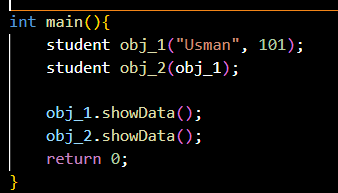 int main(){
    student obj_1("Usman", 101);
    student obj_2(obj_1);

    obj_1.showData();
    obj_2.showData();
    return 0;
}